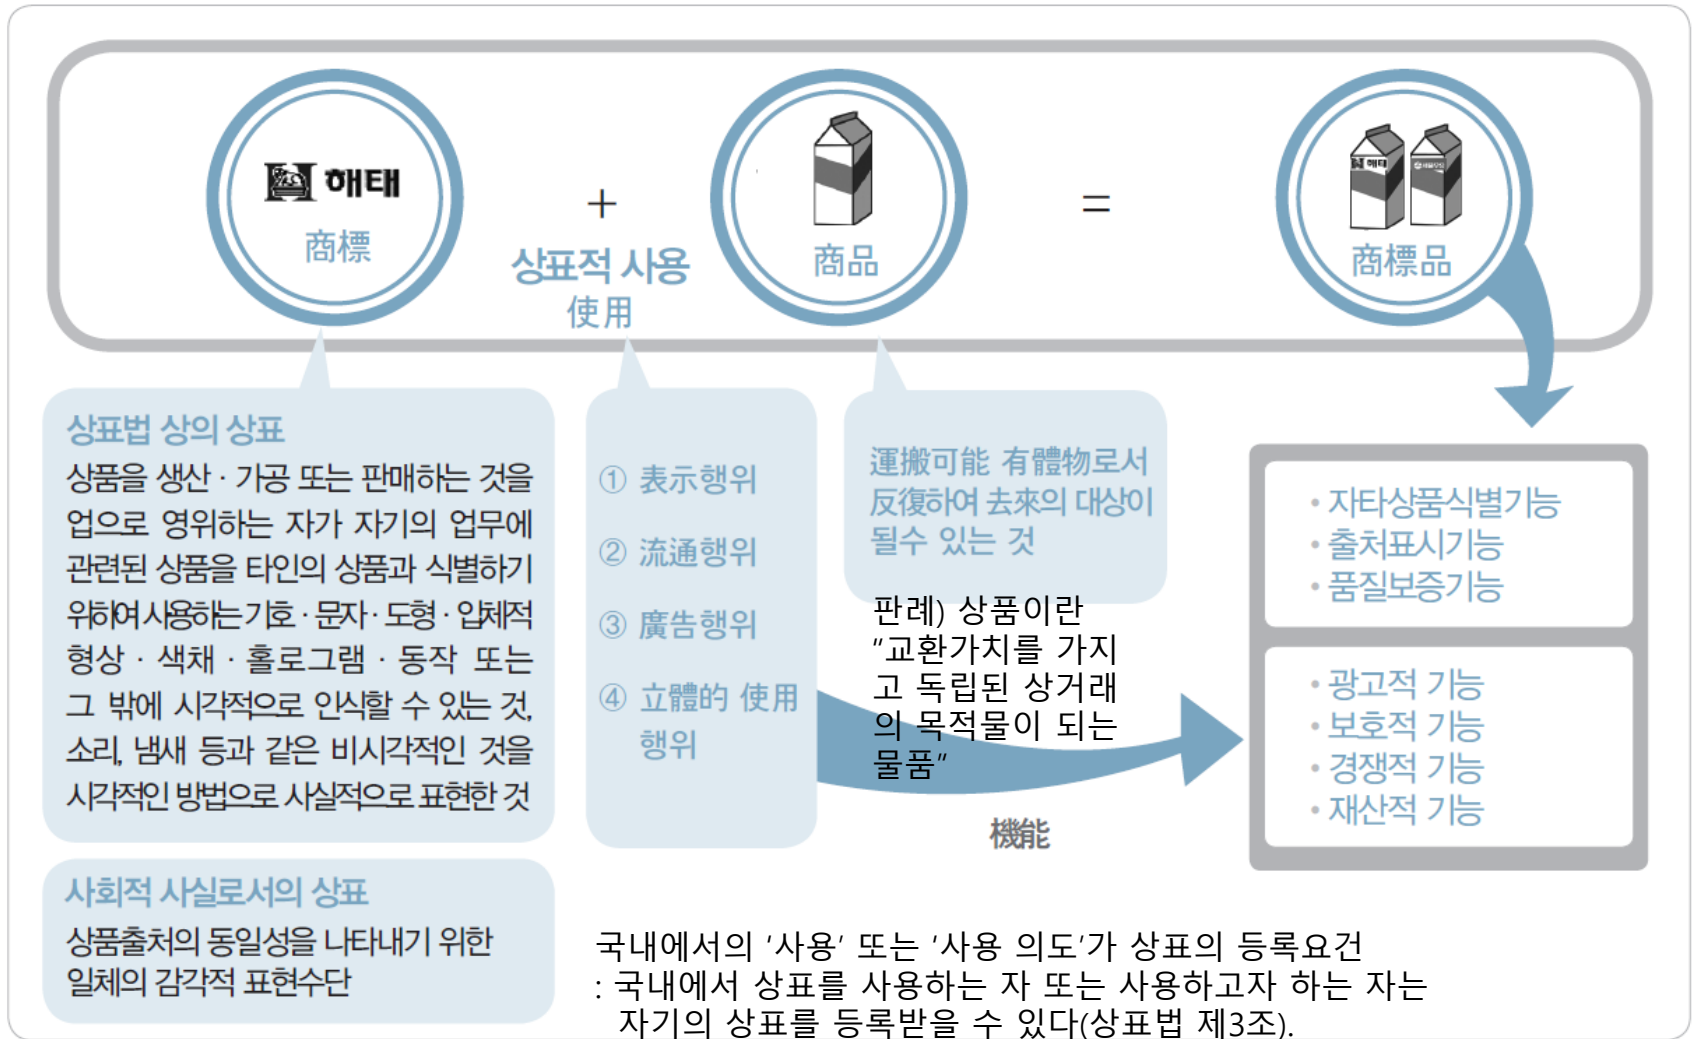 해태
商標
+
상표적 사용
使用
商品
=
해태
商標品
상표법 상의 상표
상품을 생산 · 가공 또는 판매하는 것을
업으로 영위하는 자가 자기의 업무에
관련된 상품을 타인의 상품과 식별하기
위하여 사용하는 기호 · 문자 · 도형 · 입체적
형상 · 색채 · 홀로그램 · 동작 또는
그 밖에 시각적으로 인식할 수 있는 것,
소리, 냄새 등과 같은 비시각적인 것을
시각적인 방법으로 사실적으로 표현한 것
사회적 사실로서의 상표
상품출처의 동일성을 나타내기 위한
일체의 감각적 표현수단
① 表示행위
② 流通행위
③ 廣告행위
④ 立體的 使用
행위
運搬可能 有體物로서
反復하여 去來의 대상이
될수 있는 것
판례) 상품이란
“교환가치를 가지
고 독립된 상거래
의 목적물이 되는
물품”
機能
• 자타상품식별기능
• 출처표시기능
• 품질보증기능
• 광고적 기능
• 보호적 기능
• 경쟁적 기능
• 재산적 기능
국내에서의 ‘사용’ 또는 ‘사용 의도’가 상표의 등록요건
: 국내에서 상표를 사용하는 자 또는 사용하고자 하는 자는
자기의 상표를 등록받을 수 있다(상표법 제3조).